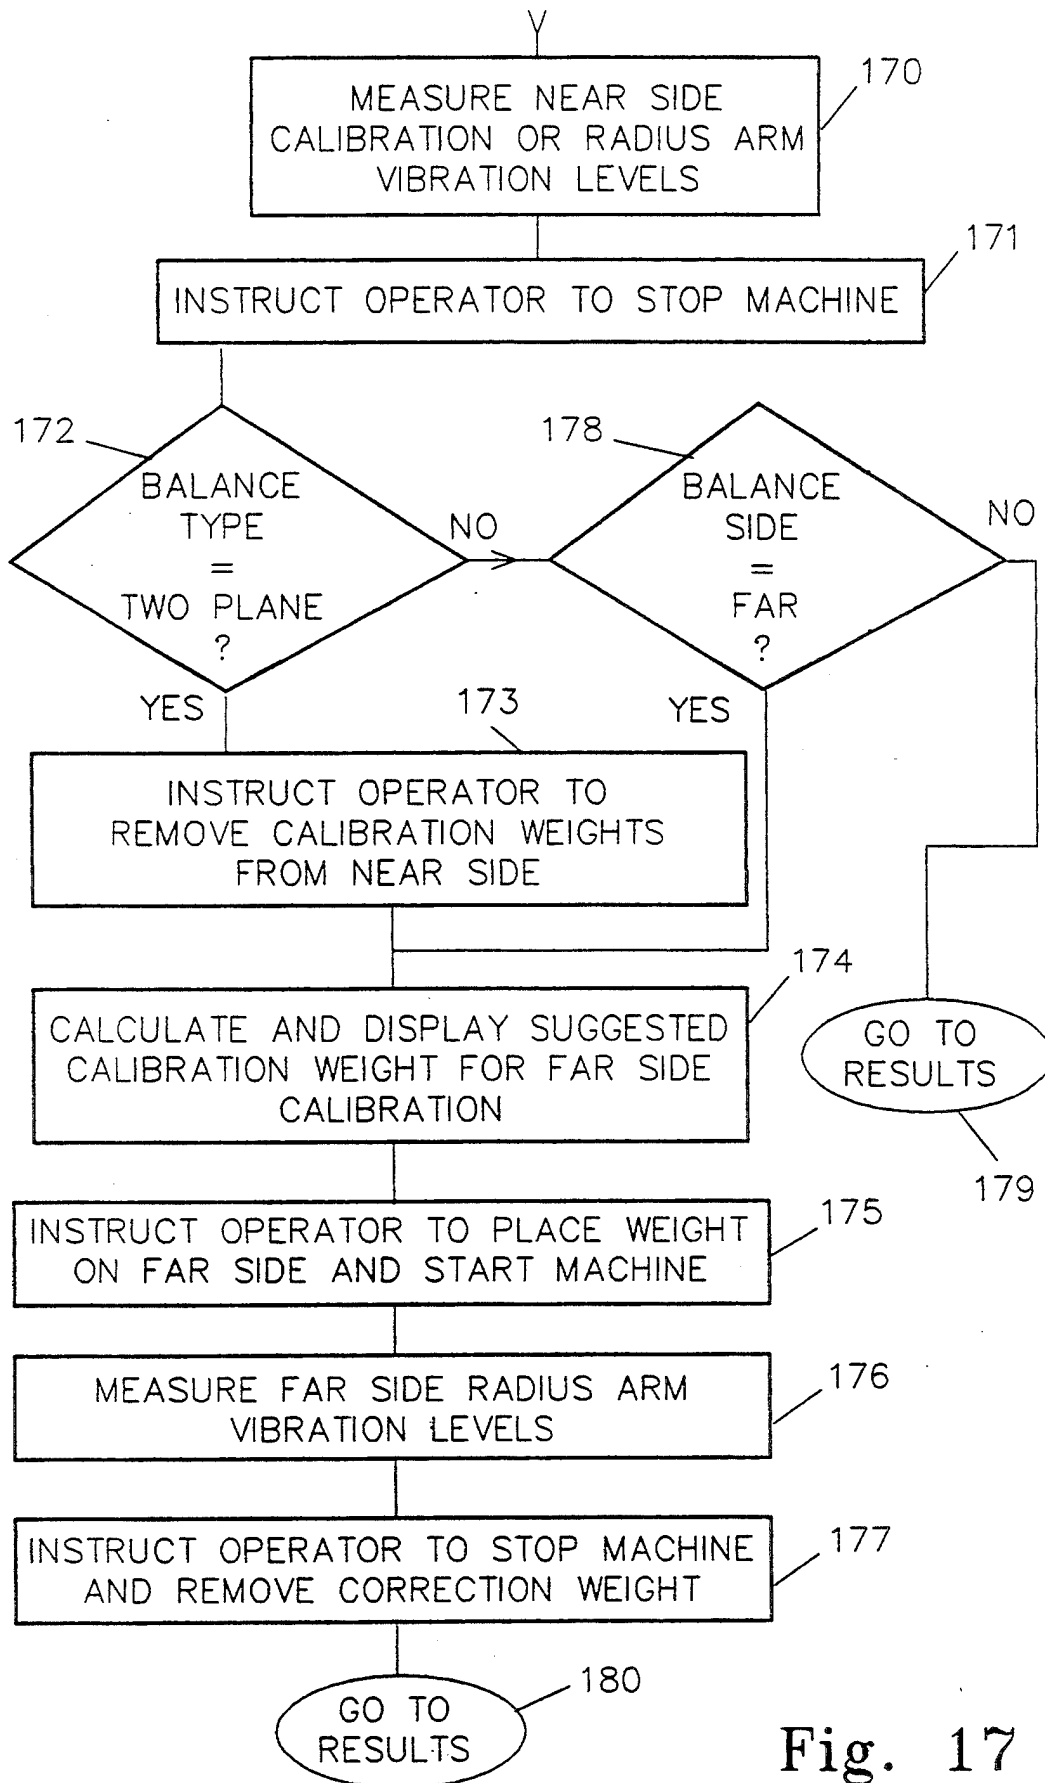 Y
170
MEASURE NEAR SIDE
CALIBRATION OR RADIUS ARM
VIBRATION LEVELS
171
INSTRUCT OPERATOR TO STOP MACHINE
172
BALANCE
TYPE
=
TWO PLANE
?
NO
178
BALANCE
SIDE
=
FAR
?
NO
YES
173
YES
INSTRUCT OPERATOR TO
REMOVE CALIBRATION WEIGHTS
FROM NEAR SIDE
174
CALCULATE AND DISPLAY SUGGESTED
CALIBRATION WEIGHT FOR FAR SIDE
CALIBRATION
GO TO
RESULTS
179
175
INSTRUCT OPERATOR TO PLACE WEIGHT
ON FAR SIDE AND START MACHINE
176
MEASURE FAR SIDE RADIUS ARM
VIBRATION LEVELS
177
INSTRUCT OPERATOR TO STOP MACHINE
AND REMOVE CORRECTION WEIGHT
180
GO TO
RESULTS
Fig. 17